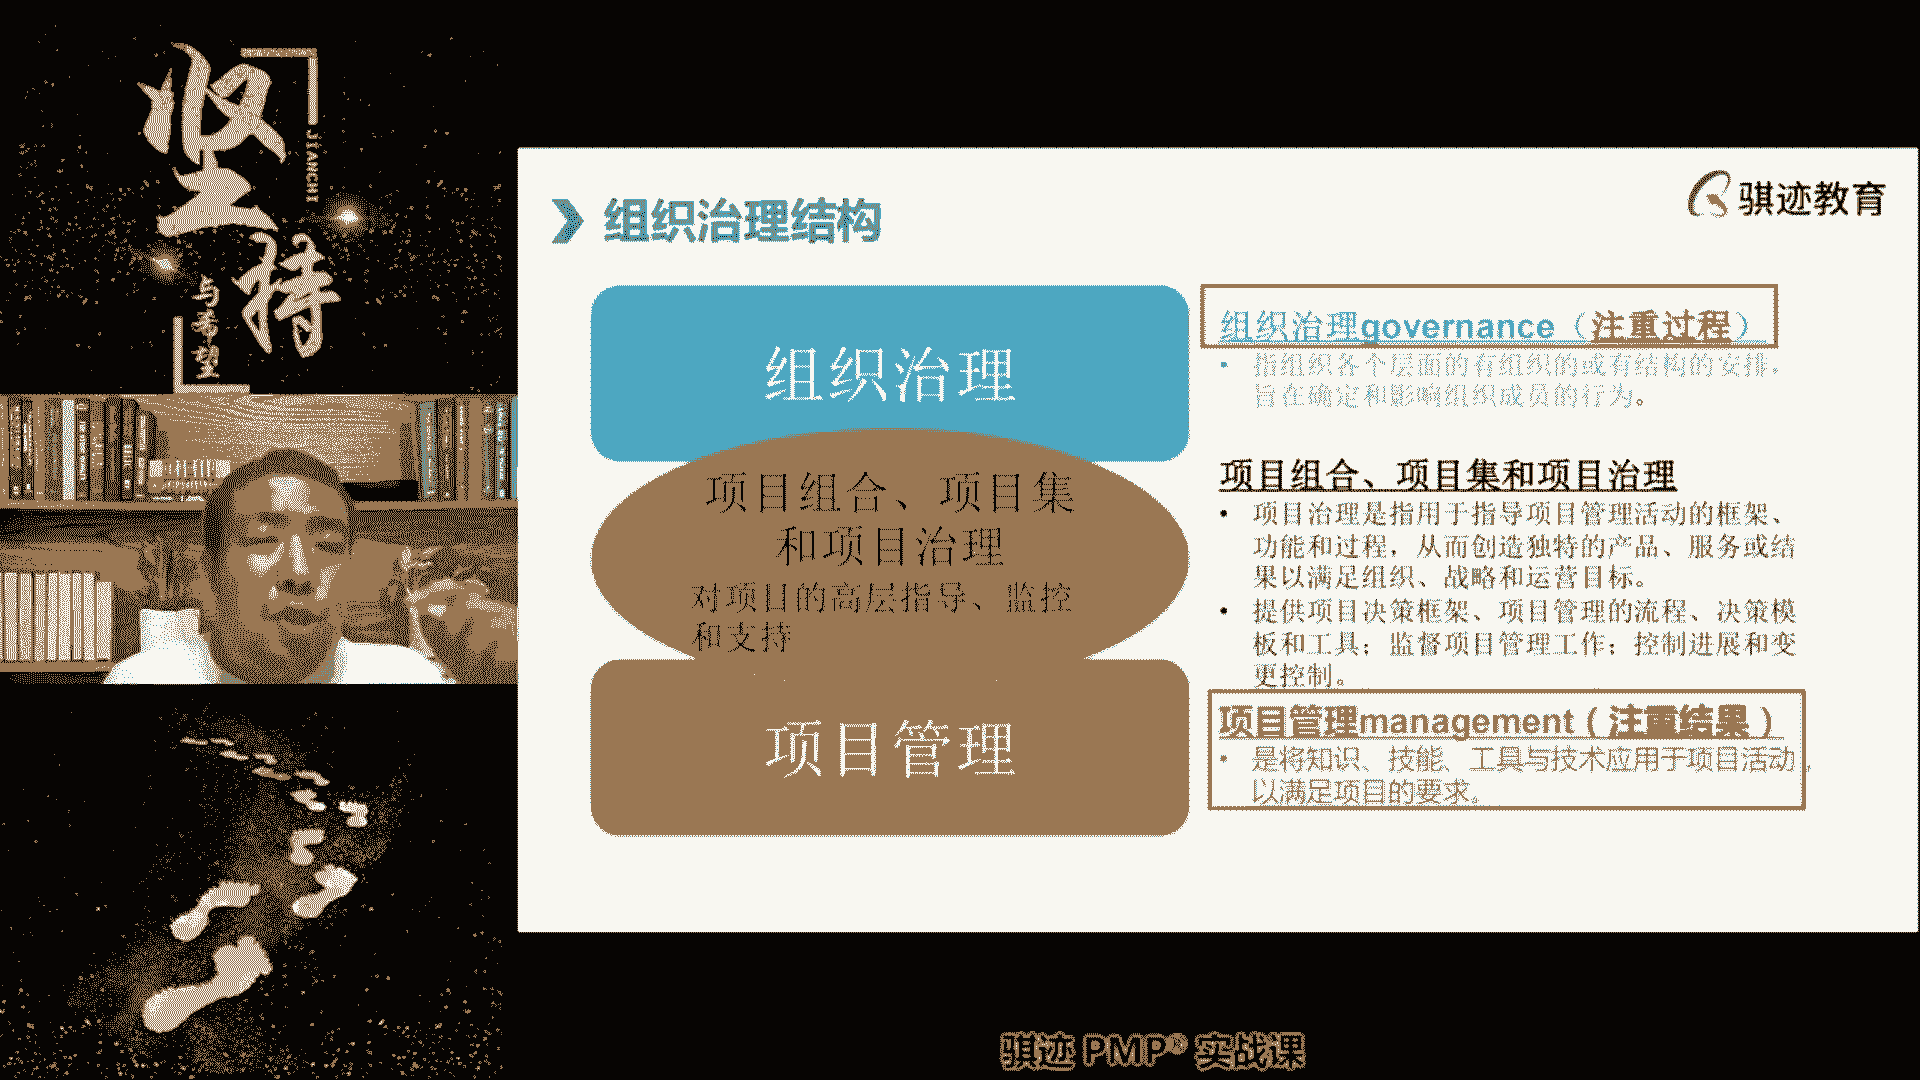 坚持
JIANCHI
与希望
组织治理结构
骐迹教育
组织治理
项目组合、项目集
和项目治理
对项目的高层指导、监控
和支持
项目管理
组织治理governance（注重过程）
• 指组织各个层面的有组织的或有结构的安排，
旨在确定和影响组织成员的行为。
项目组合、项目集和项目治理
• 项目治理是指用于指导项目管理活动的框架、
功能和过程，从而创造独特的产品、服务或结
果以满足组织、战略和运营目标。
• 提供项目决策框架、项目管理的流程、决策模
板和工具；监督项目管理工作；控制进展和变
更控制。
项目管理management（注重结果）
• 是将知识、技能、工具与技术应用于项目活动，
以满足项目的要求。
骐迹 PMP® 实战课